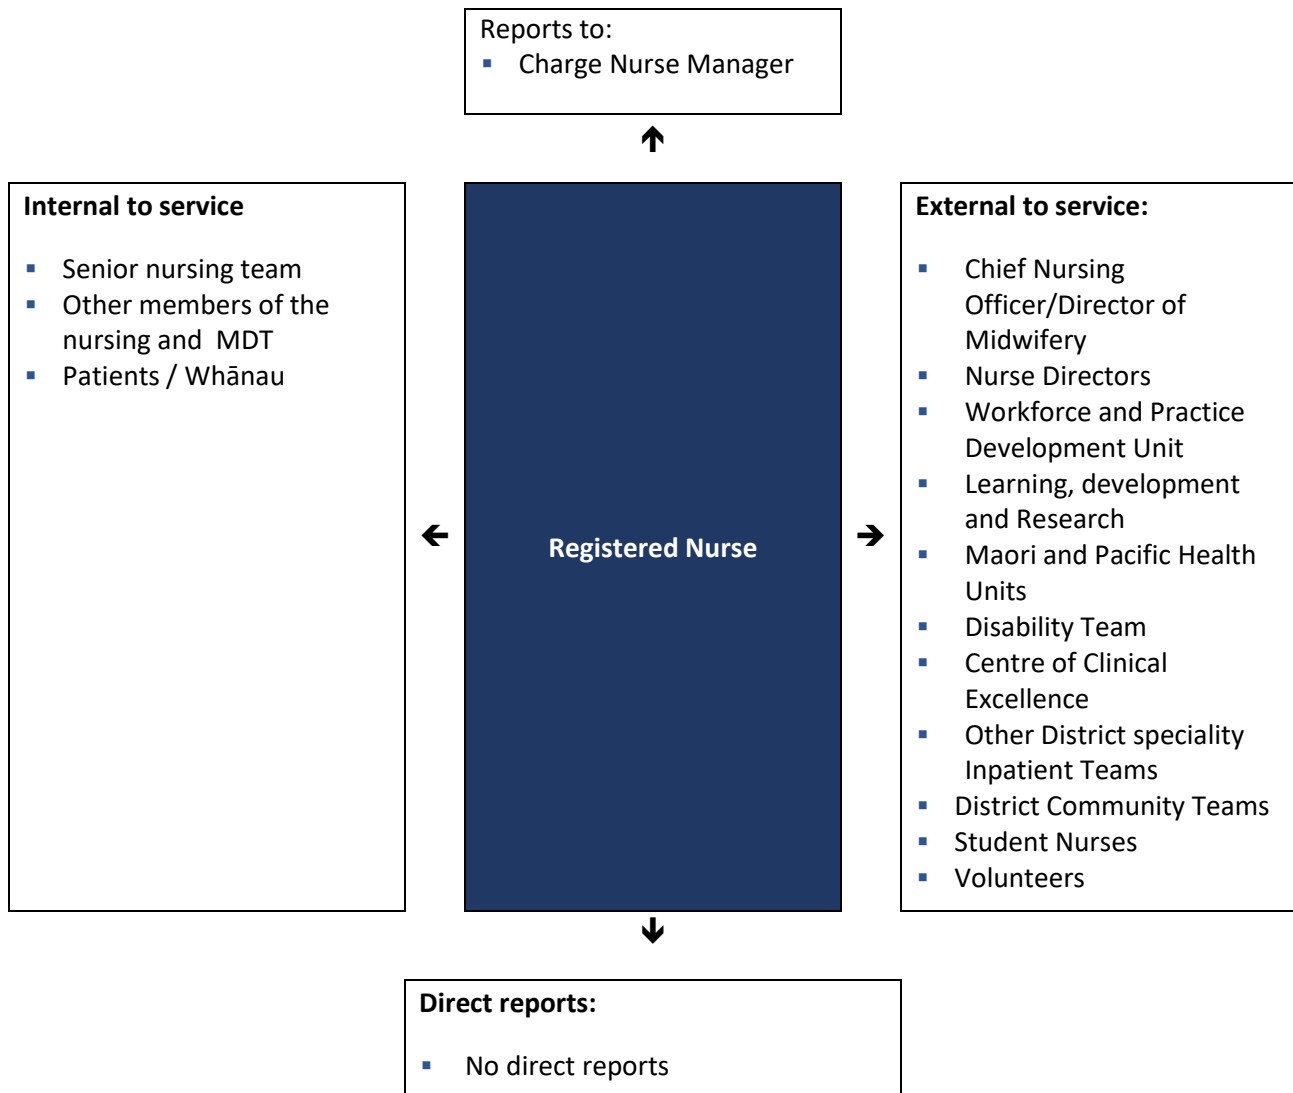 Reports to:
▪ Charge Nurse Manager
Internal to service
▪ Senior nursing team
▪ Other members of the
nursing and  MDT
▪ Patients / Whānau
Registered Nurse
External to service:
▪ Chief Nursing
Officer/Director of
Midwifery
▪ Nurse Directors
▪ Workforce and Practice
Development Unit
▪ Learning, development
and Research
▪ Maori and Pacific Health
Units
▪ Disability Team
▪ Centre of Clinical
Excellence
▪ Other District speciality
Inpatient Teams
▪ District Community Teams
▪ Student Nurses
▪ Volunteers
Direct reports:
▪ No direct reports